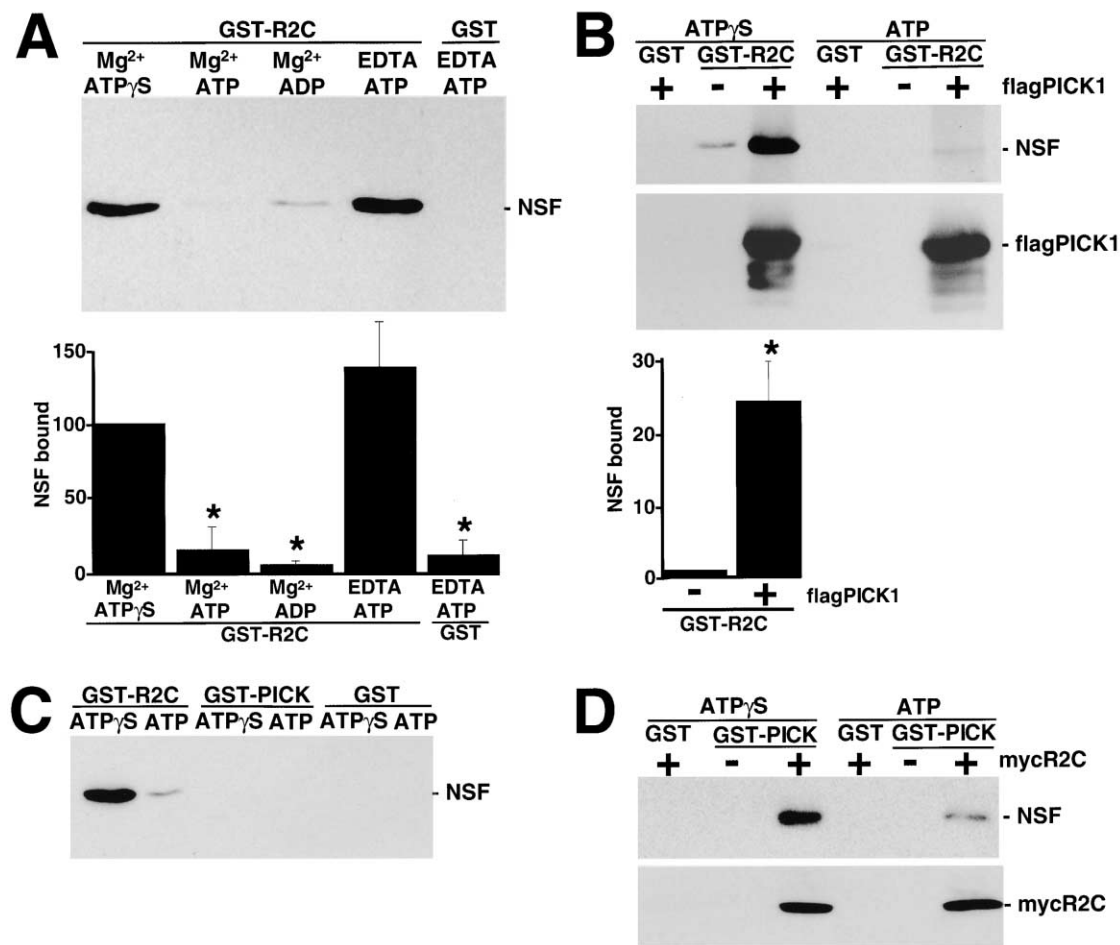 A
GST-R2C GST
Mg²⁺ Mg²⁺ Mg²⁺ EDTA EDTA
ATPγS ATP ADP ATP ATP
- NSF
NSF bound
150
100
50
0
* * *
Mg²⁺ Mg²⁺ Mg²⁺ EDTA EDTA
ATPγS ATP ADP ATP ATP
GST-R2C GST
B
ATPγS ATP
GST GST-R2C GST GST-R2C
+ - + + - + flagPICK1
- NSF
- flagPICK1
NSF bound
30
20
10
0
*
- + flagPICK1
GST-R2C
C
GST-R2C GST-PICK GST
ATPγS ATP ATPγS ATP ATPγS ATP
- NSF
D
ATPγS ATP
GST GST-PICK GST GST-PICK
+ - + + - + mycR2C
- NSF
- mycR2C